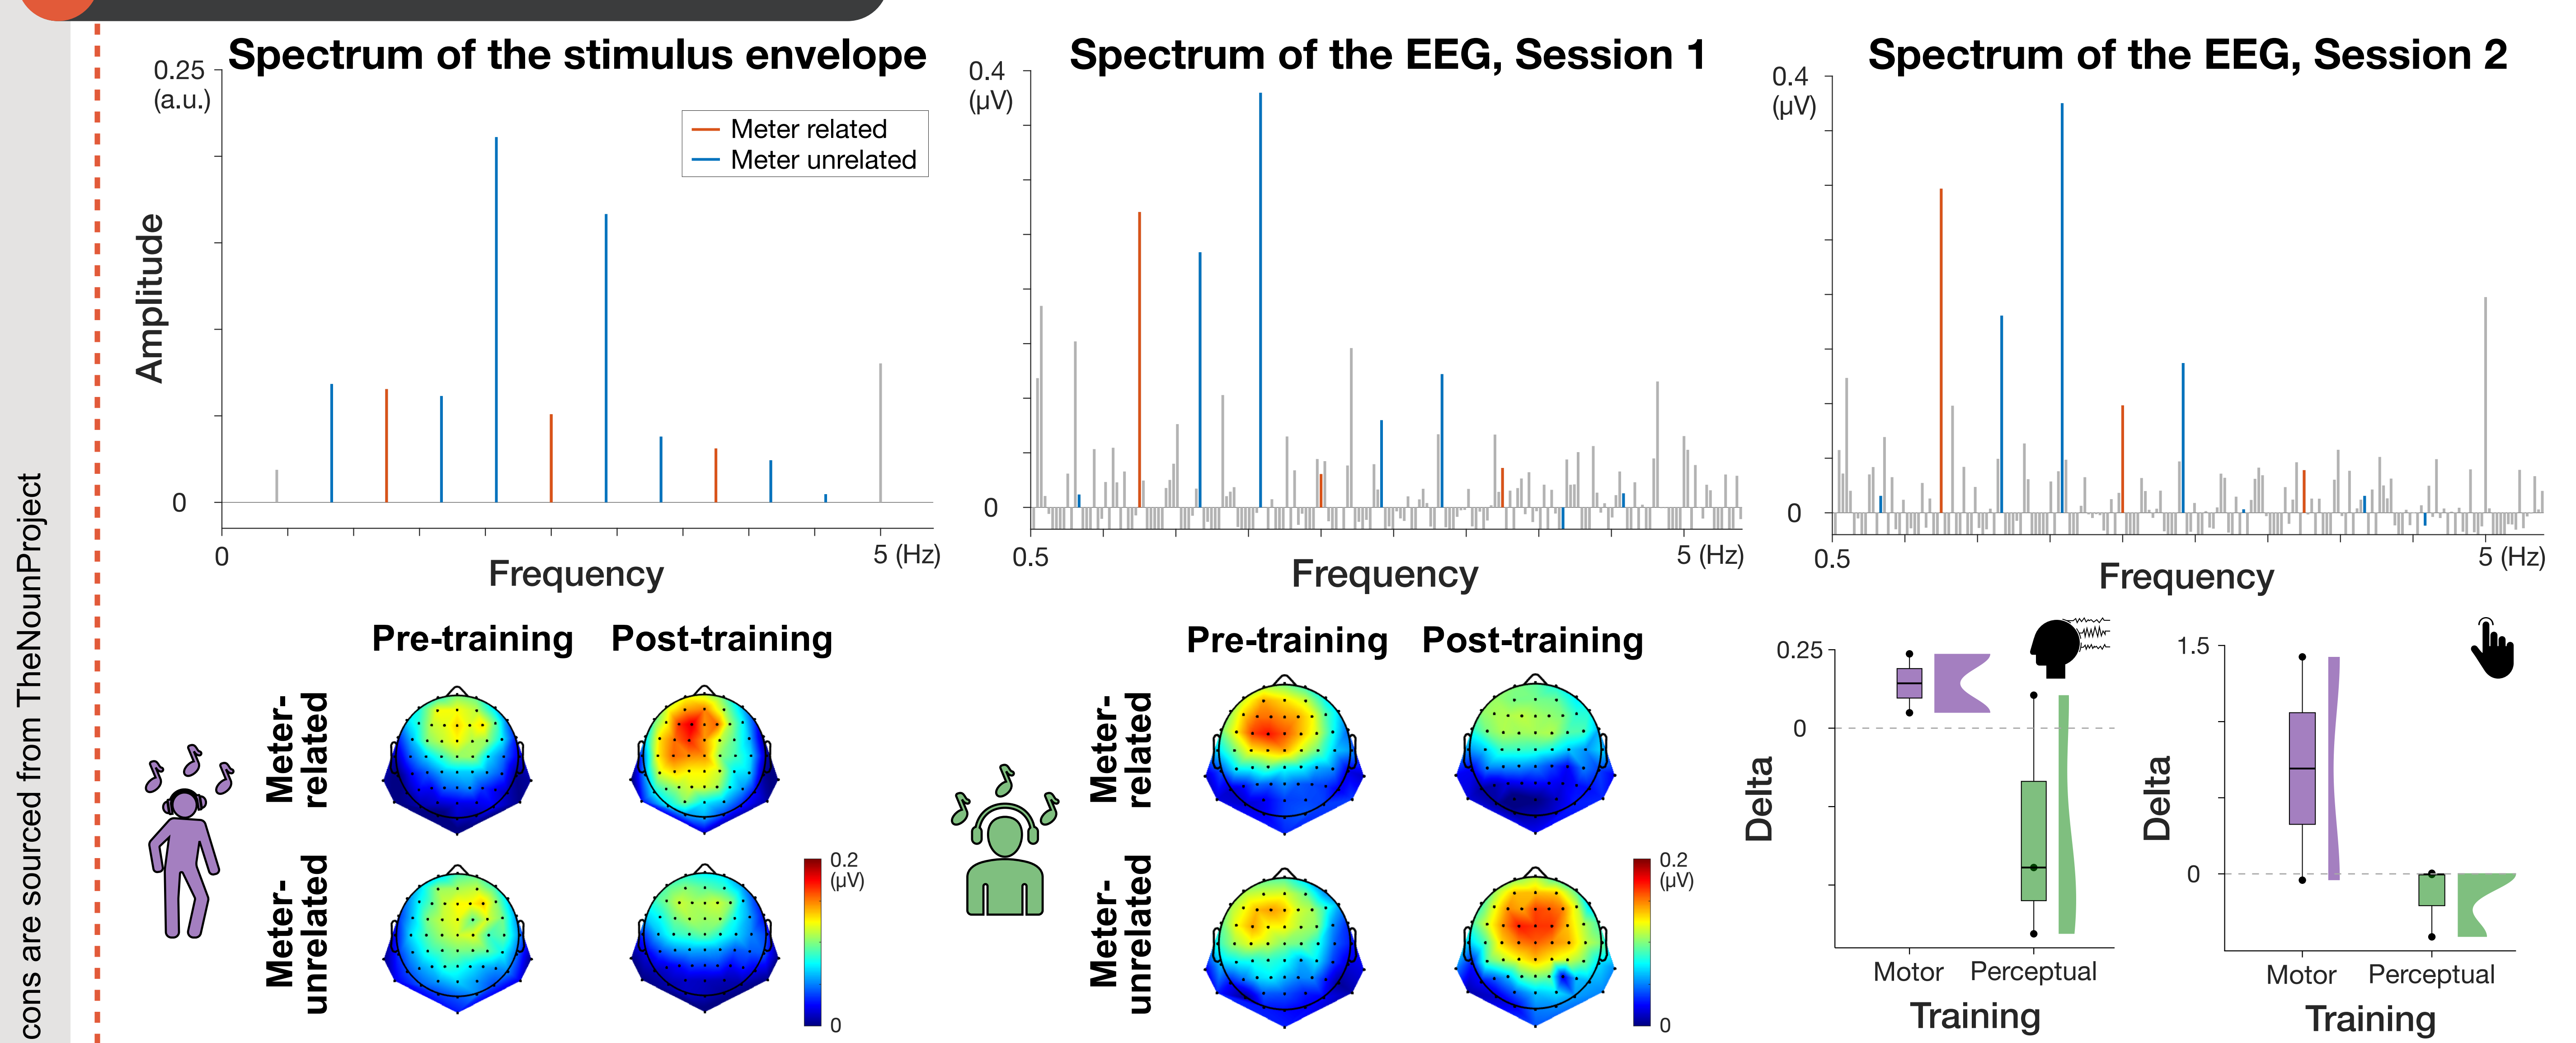 cons are sourced from TheNounProject
Spectrum of the stimulus envelope
0.25
(a.u.)
Meter related
Meter unrelated
Amplitude
0
0
5 (Hz)
Frequency
Spectrum of the EEG, Session 1
0.4
(µV)
0
0.5
5 (Hz)
Frequency
Spectrum of the EEG, Session 2
0.4
(µV)
0
0.5
5 (Hz)
Frequency
Pre-training
Post-training
Meter-
related
Meter-
unrelated
0.2
(µV)
0
Pre-training
Post-training
Meter-
related
Meter-
unrelated
0.2
(µV)
0
0.25
0
Delta
Motor
Perceptual
Training
1.5
0
Delta
Motor
Perceptual
Training